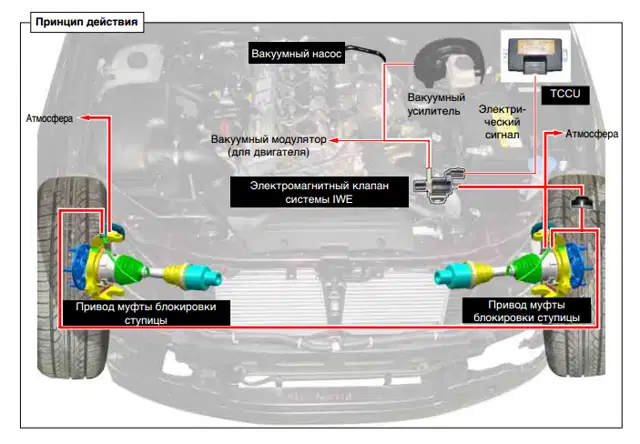 Принцип действия
Вакуумный насос
TCCU
Вакуумный
усилитель
Электри-
ческий
сигнал
Атмосфера
Атмосфера
Вакуумный модулятор
(для двигателя)
Электромагнитный клапан
системы IWE
Привод муфты блокировки
ступицы
Привод муфты
блокировки ступицы